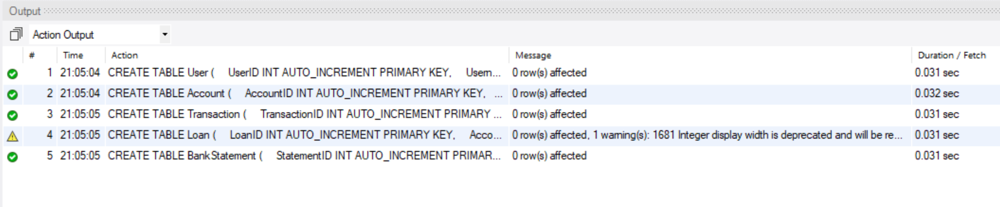 Output
Action Output
# Time Action Message Duration / Fetch
1 21:05:04 CREATE TABLE User ( UserID INT AUTO_INCREMENT PRIMARY KEY, Usern... 0 row(s) affected 0.031 sec
2 21:05:04 CREATE TABLE Account ( AccountID INT AUTO_INCREMENT PRIMARY KEY, ... 0 row(s) affected 0.032 sec
3 21:05:05 CREATE TABLE Transaction ( TransactionID INT AUTO_INCREMENT PRIMARY ... 0 row(s) affected 0.031 sec
4 21:05:05 CREATE TABLE Loan ( LoanID INT AUTO_INCREMENT PRIMARY KEY, Acco... 0 row(s) affected, 1 warning(s): 1681 Integer display width is deprecated and will be re... 0.031 sec
5 21:05:05 CREATE TABLE BankStatement ( StatementID INT AUTO_INCREMENT PRIMAR... 0 row(s) affected 0.031 sec